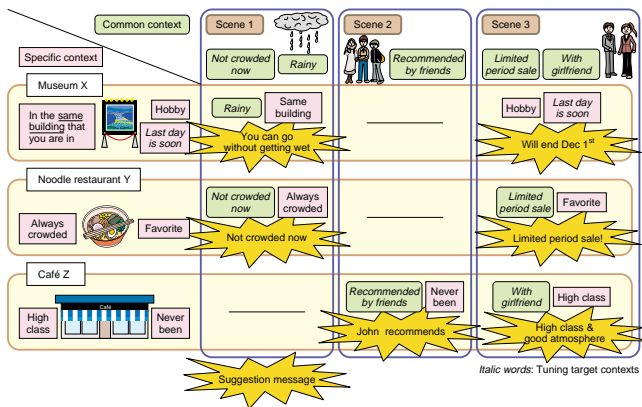 Common context
Specific context
Scene 1
Not crowded
now
Rainy
Scene 2
Recommended
by friends
Scene 3
Limited
period sale
With
girlfriend
Museum X
In the same
building that
you are in
Hobby
Last day
is soon
Rainy
Same
building
You can go
without getting wet
Hobby
Last day
is soon
Will end Dec 1st
Noodle restaurant Y
Always
crowded
Favorite
Not crowded
now
Always
crowded
Not crowded now
Limited
period sale
Favorite
Limited period sale!
Café Z
High
class
Café
Never
been
Recommended
by friends
Never
been
John recommends
With
girlfriend
High class
High class &
good atmosphere
Suggestion message
Italic words: Tuning target contexts